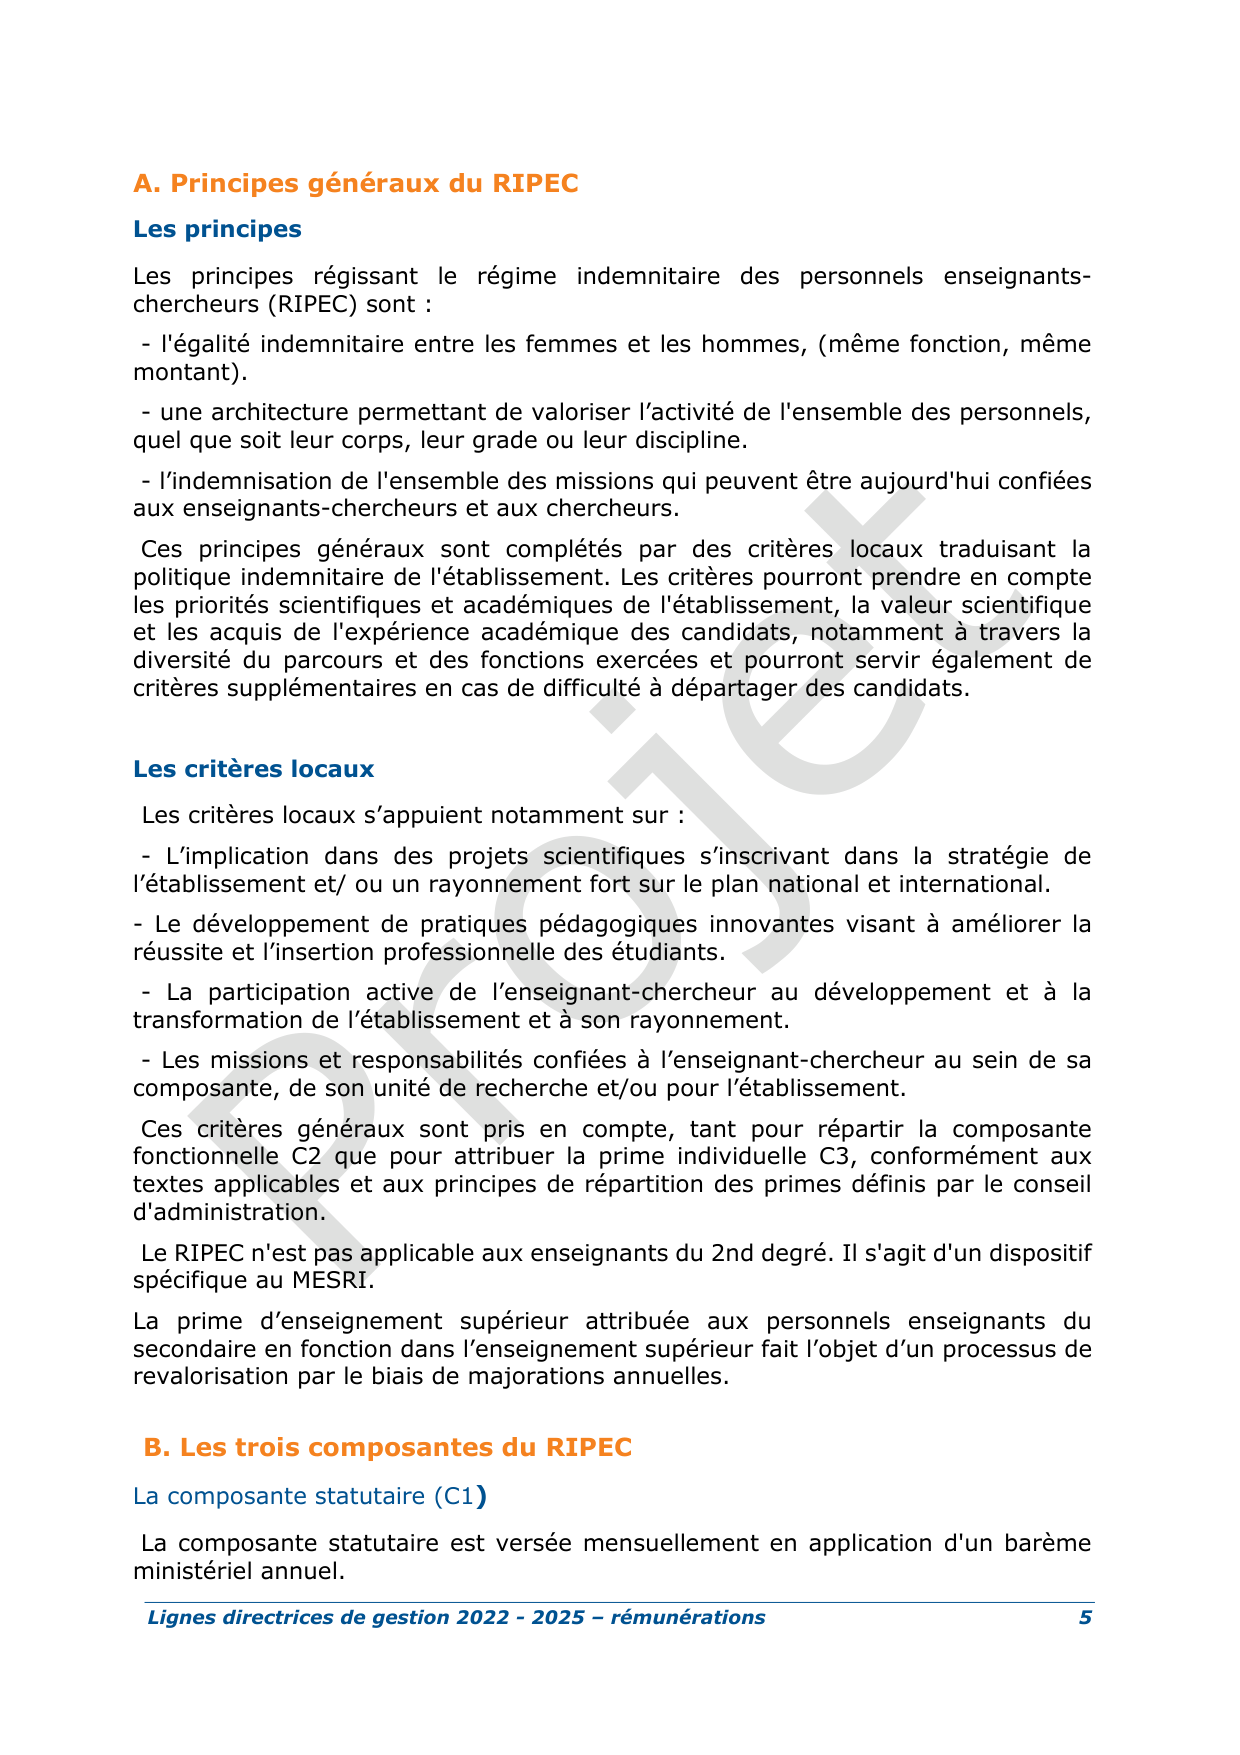 A. Principes généraux du RIPEC
Les principes
Les principes régissant le régime indemnitaire des personnels enseignants-
chercheurs (RIPEC) sont :
- l'égalité indemnitaire entre les femmes et les hommes, (même fonction, même
montant).
- une architecture permettant de valoriser l’activité de l'ensemble des personnels,
quel que soit leur corps, leur grade ou leur discipline.
- l’indemnisation de l'ensemble des missions qui peuvent être aujourd'hui confiées
aux enseignants-chercheurs et aux chercheurs.
Ces principes généraux sont complétés par des critères locaux traduisant la
politique indemnitaire de l'établissement. Les critères pourront prendre en compte
les priorités scientifiques et académiques de l'établissement, la valeur scientifique
et les acquis de l'expérience académique des candidats, notamment à travers la
diversité du parcours et des fonctions exercées et pourront servir également de
critères supplémentaires en cas de difficulté à départager des candidats.
Les critères locaux
Les critères locaux s’appuient notamment sur :
- L’implication dans des projets scientifiques s’inscrivant dans la stratégie de
l’établissement et/ ou un rayonnement fort sur le plan national et international.
- Le développement de pratiques pédagogiques innovantes visant à améliorer la
réussite et l’insertion professionnelle des étudiants.
- La participation active de l’enseignant-chercheur au développement et à la
transformation de l’établissement et à son rayonnement.
- Les missions et responsabilités confiées à l’enseignant-chercheur au sein de sa
composante, de son unité de recherche et/ou pour l’établissement.
Ces critères généraux sont pris en compte, tant pour répartir la composante
fonctionnelle C2 que pour attribuer la prime individuelle C3, conformément aux
textes applicables et aux principes de répartition des primes définis par le conseil
d'administration.
Le RIPEC n'est pas applicable aux enseignants du 2nd degré. Il s'agit d'un dispositif
spécifique au MESRI.
La prime d’enseignement supérieur attribuée aux personnels enseignants du
secondaire en fonction dans l’enseignement supérieur fait l’objet d’un processus de
revalorisation par le biais de majorations annuelles.
B. Les trois composantes du RIPEC
La composante statutaire (C1)
La composante statutaire est versée mensuellement en application d'un barème
ministériel annuel.
Lignes directrices de gestion 2022 - 2025 – rémunérations 5
Projet